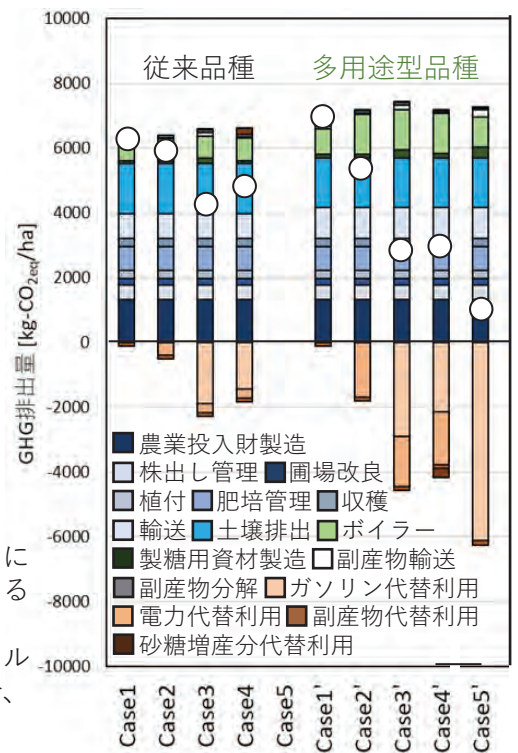 10000
8000
6000
4000
2000
0
-2000
-4000
-6000
-8000
-10000
GHG排出量 [kg-CO2eq/ha]
従来品種 多用途型品種
農業投入財製造
株出し管理 圃場改良
植付 肥培管理 収穫
輸送 土壌排出 ボイラー
製糖用資材製造 副産物輸送
副産物分解 ガソリン代替利用
電力代替利用 副産物代替利用
砂糖増産分代替利用
に
る
ル
、
Case1 Case2 Case3 Case4 Case5 Case1' Case2' Case3' Case4' Case5'